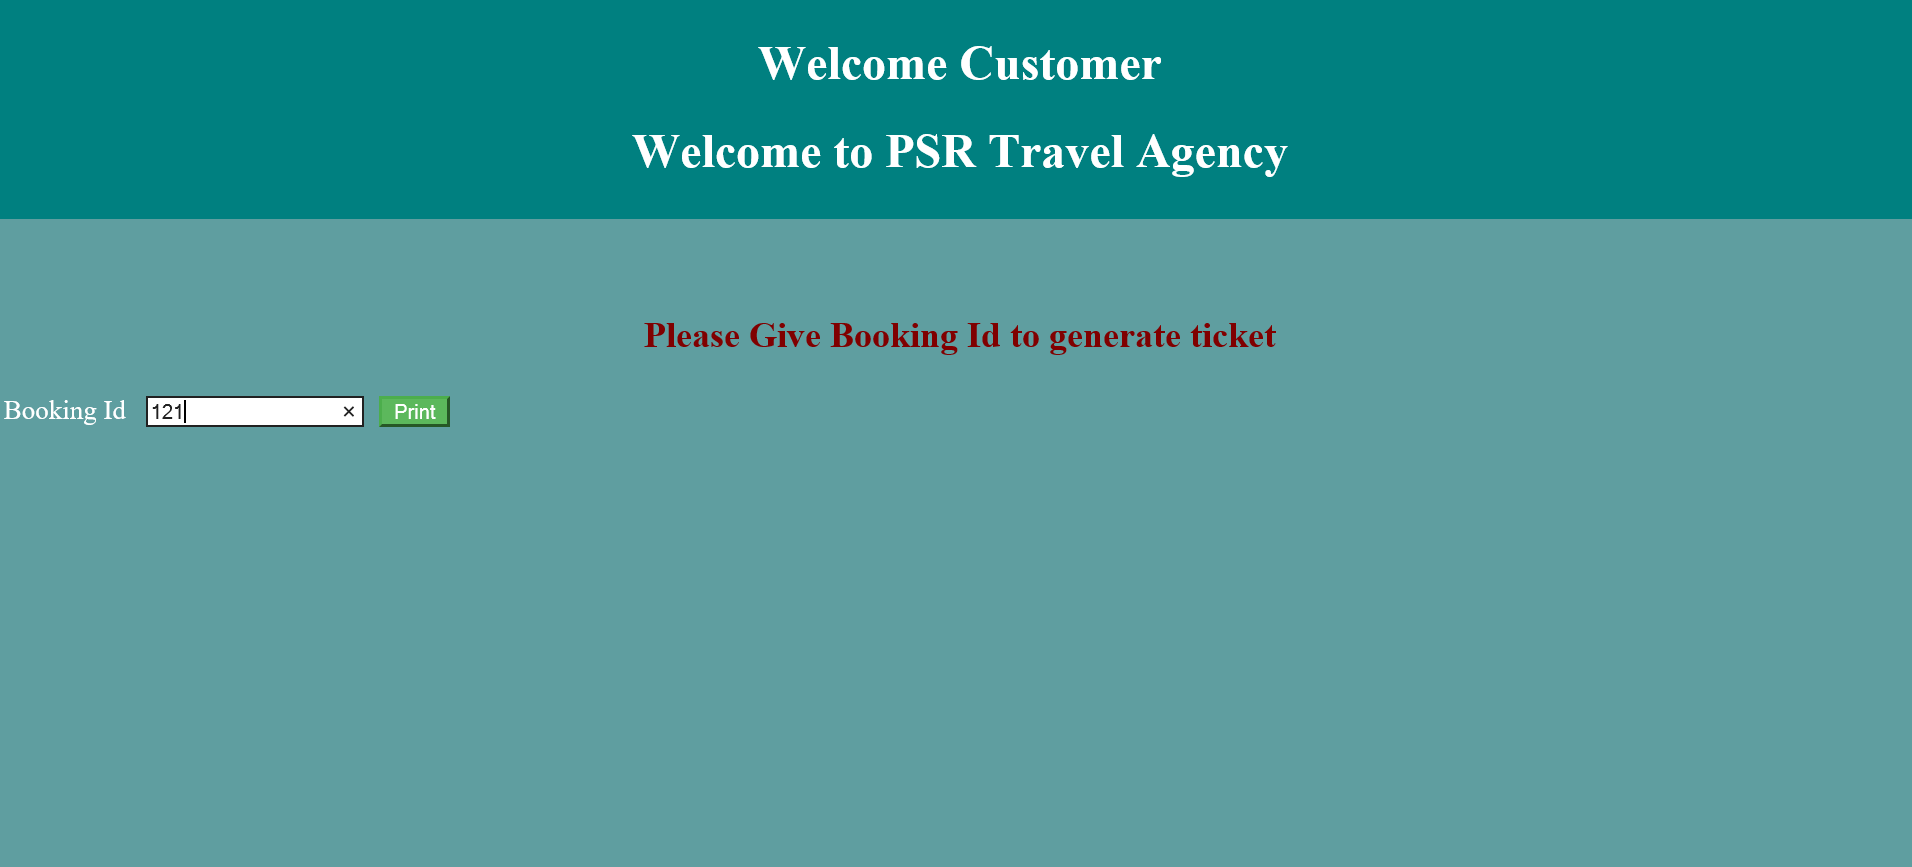 Welcome Customer
Welcome to PSR Travel Agency
Please Give Booking Id to generate ticket
Booking Id 121 × Print